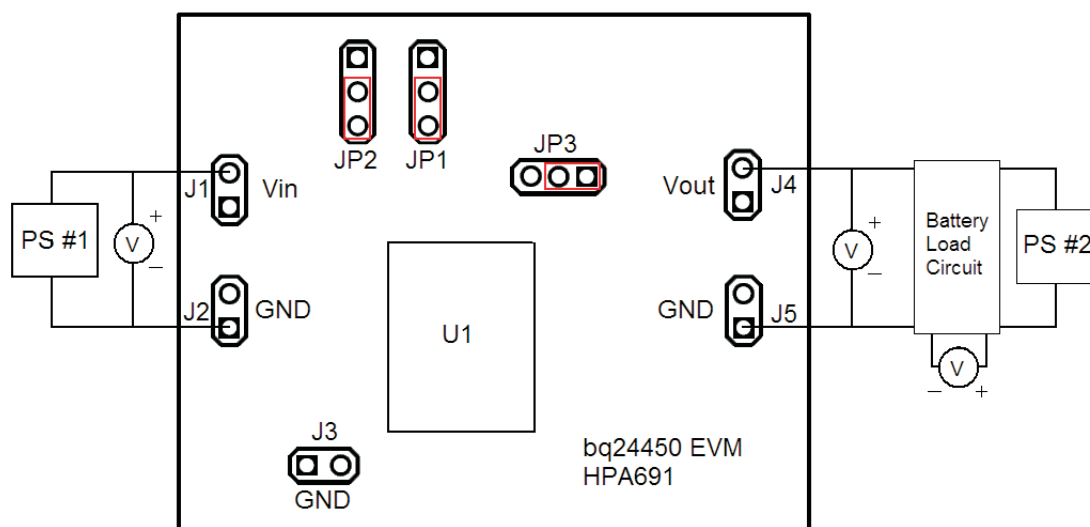 JP2
JP1
JP3
J1
Vin
Vout
J4
PS #1
V
+
−
V
+
−
Battery
Load
Circuit
PS #2
J2
GND
GND
J5
U1
V
−
+
J3
GND
bq24450 EVM
HPA691